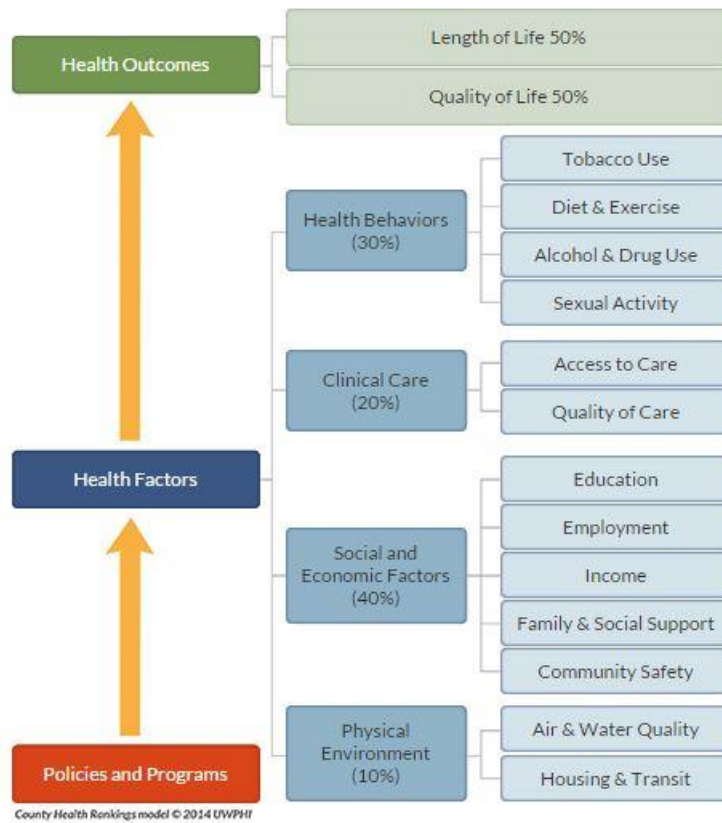 Health Outcomes
Length of Life 50%
Quality of Life 50%
Health Behaviors
(30%)
Tobacco Use
Diet & Exercise
Alcohol & Drug Use
Sexual Activity
Clinical Care
(20%)
Access to Care
Quality of Care
Health Factors
Social and
Economic Factors
(40%)
Education
Employment
Income
Family & Social Support
Community Safety
Physical
Environment
(10%)
Air & Water Quality
Housing & Transit
Policies and Programs
County Health Rankings model © 2014 UWPHI